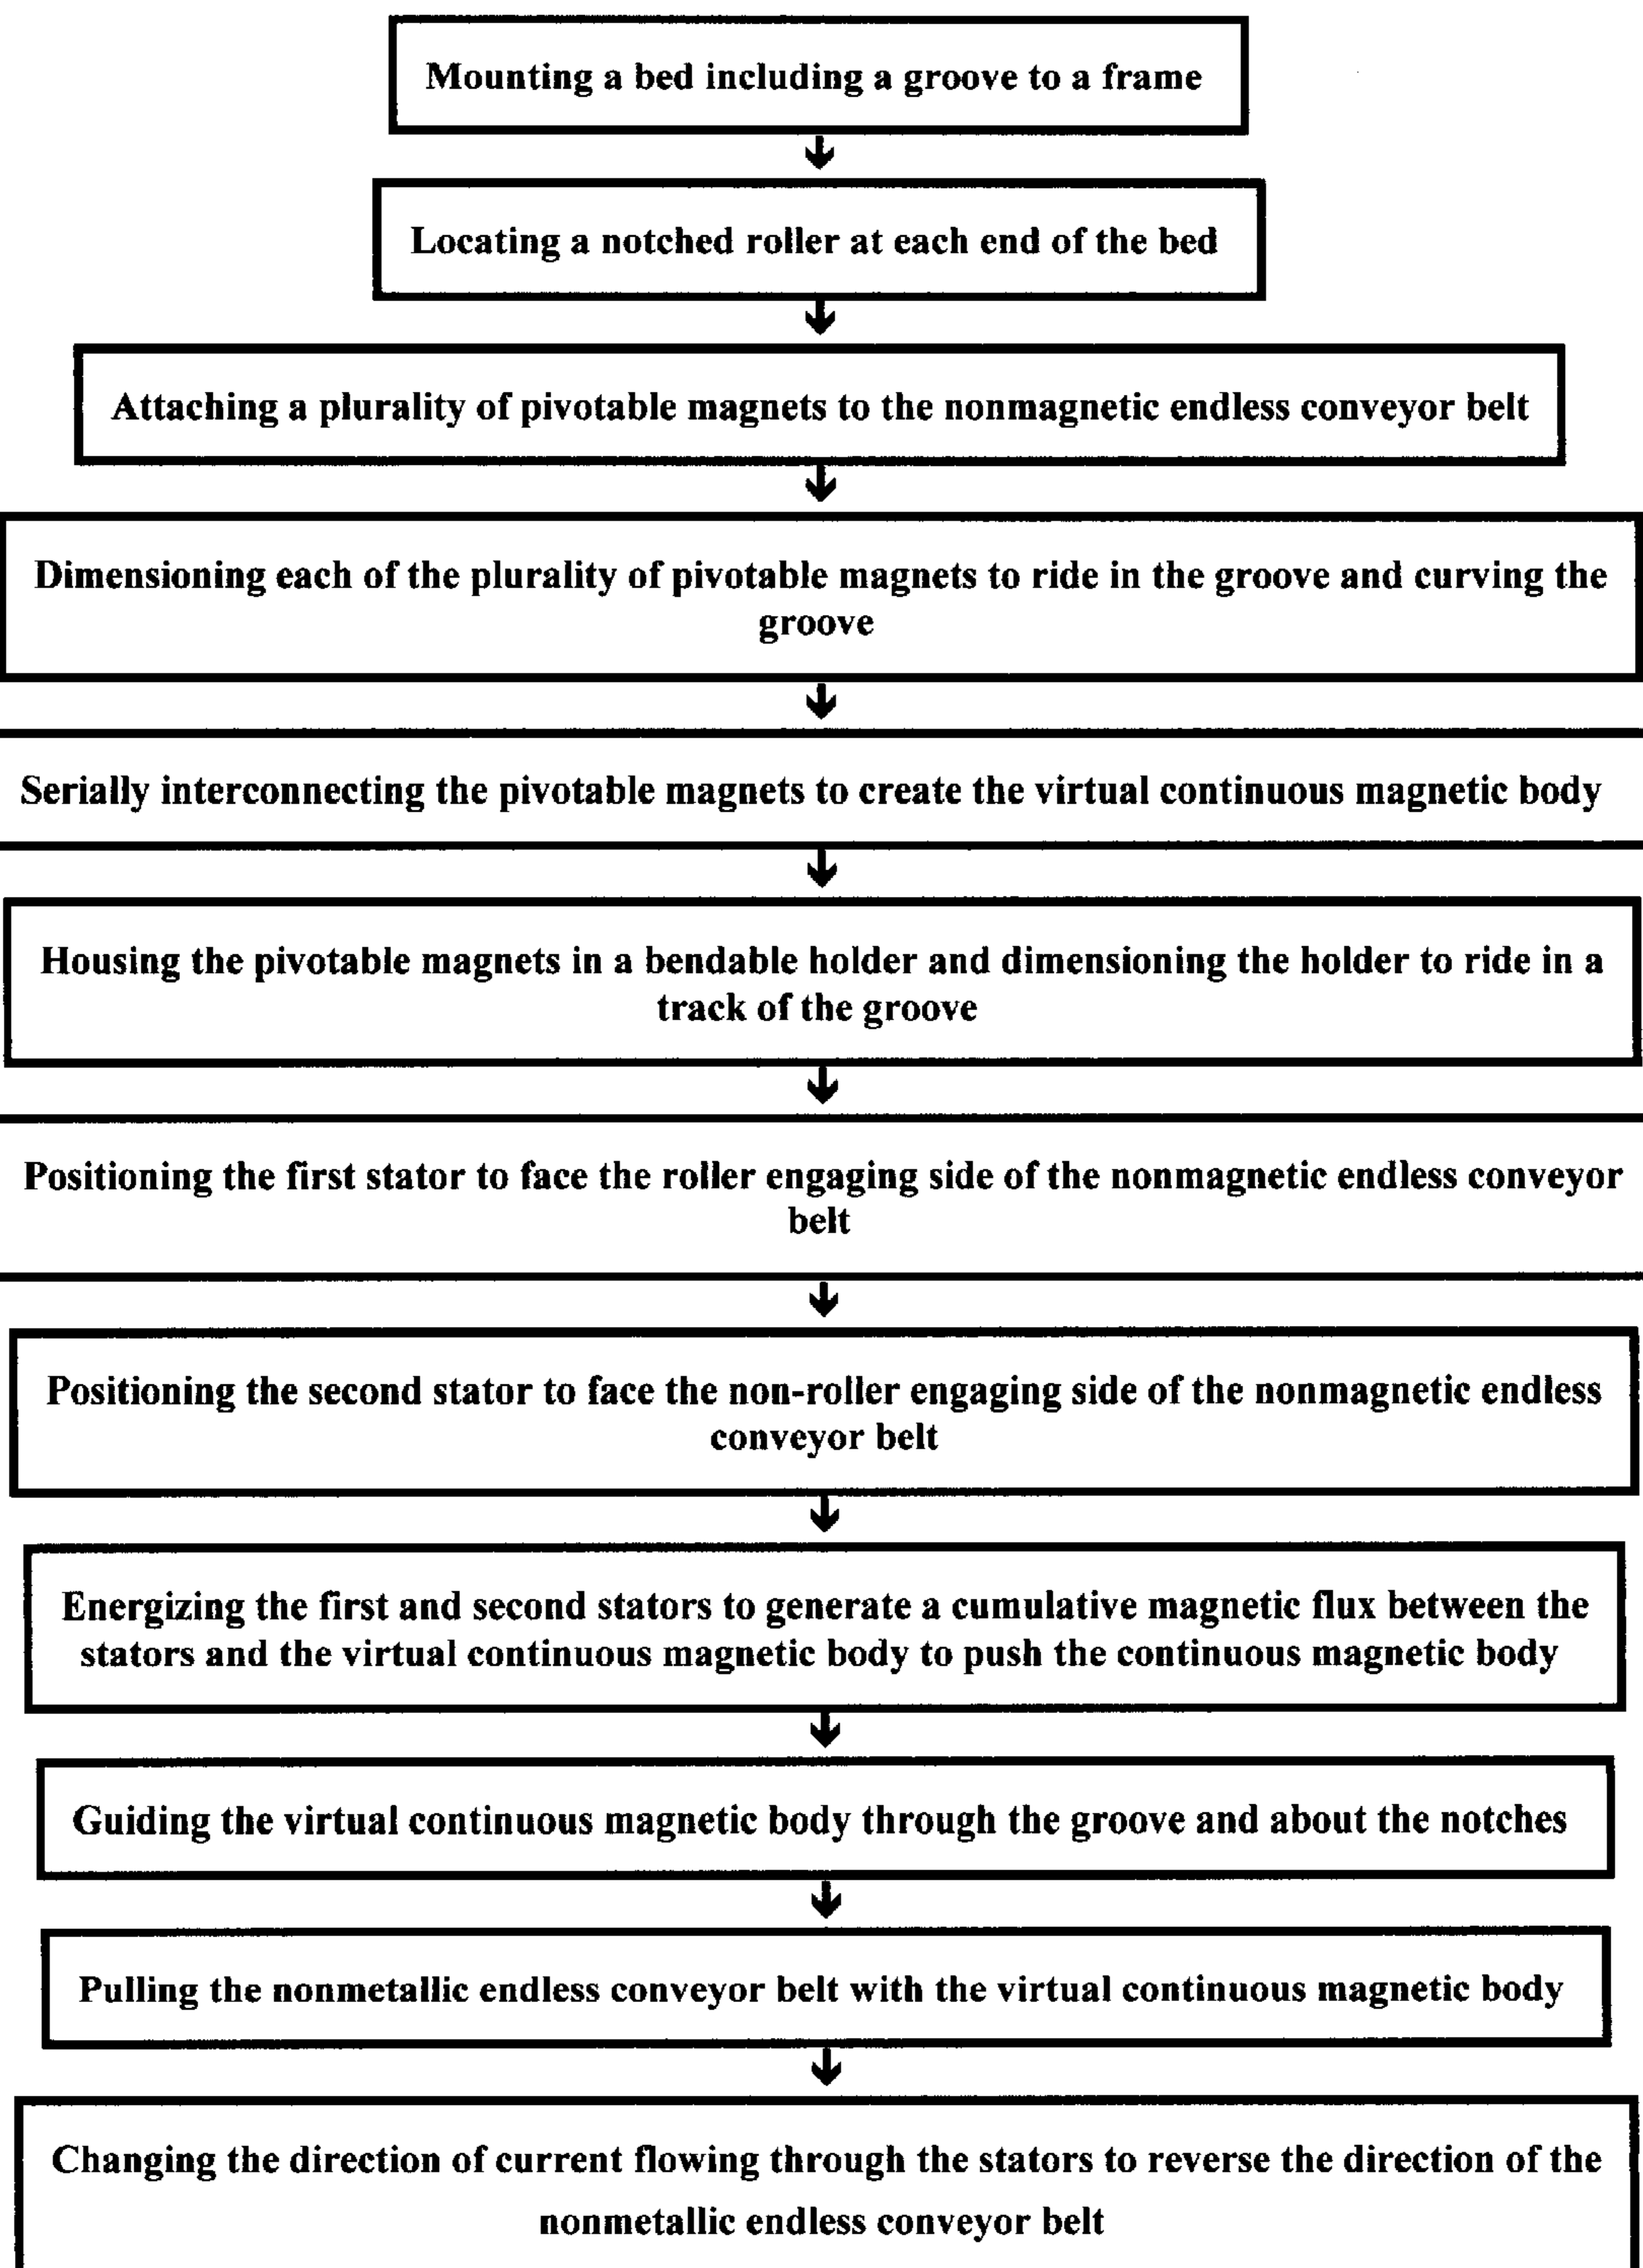 Mounting a bed including a groove to a frame
Locating a notched roller at each end of the bed
Attaching a plurality of pivotable magnets to the nonmagnetic endless conveyor belt
Dimensioning each of the plurality of pivotable magnets to ride in the groove and curving the
groove
Serially interconnecting the pivotable magnets to create the virtual continuous magnetic body
Housing the pivotable magnets in a bendable holder and dimensioning the holder to ride in a
track of the groove
Positioning the first stator to face the roller engaging side of the nonmagnetic endless conveyor
belt
Positioning the second stator to face the non-roller engaging side of the nonmagnetic endless
conveyor belt
Energizing the first and second stators to generate a cumulative magnetic flux between the
stators and the virtual continuous magnetic body to push the continuous magnetic body
Guiding the virtual continuous magnetic body through the groove and about the notches
Pulling the nonmetallic endless conveyor belt with the virtual continuous magnetic body
Changing the direction of current flowing through the stators to reverse the direction of the
nonmetallic endless conveyor belt